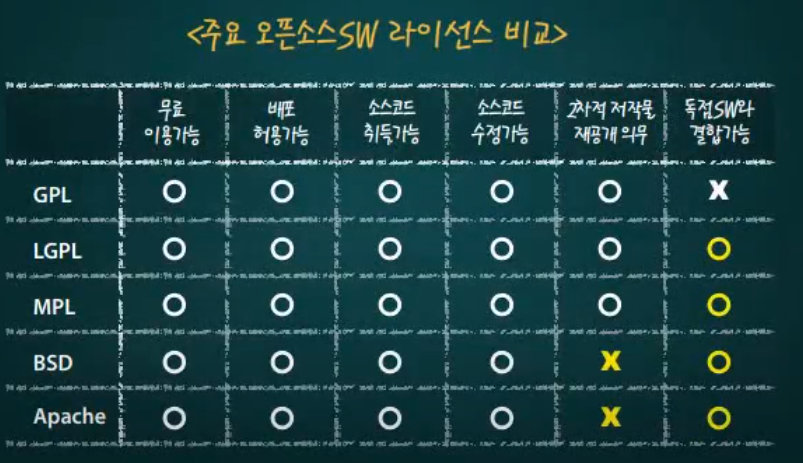 <주요 오픈소스SW 라이선스 비교>
무료 이용가능 배포 허용가능 소스코드 취득가능 소스코드 수정가능 2차적 저작물 재공개 의무 독점SW와 결합가능
GPL O O O O O X
LGPL O O O O O O
MPL O O O O O O
BSD O O O O X O
Apache O O O O X O